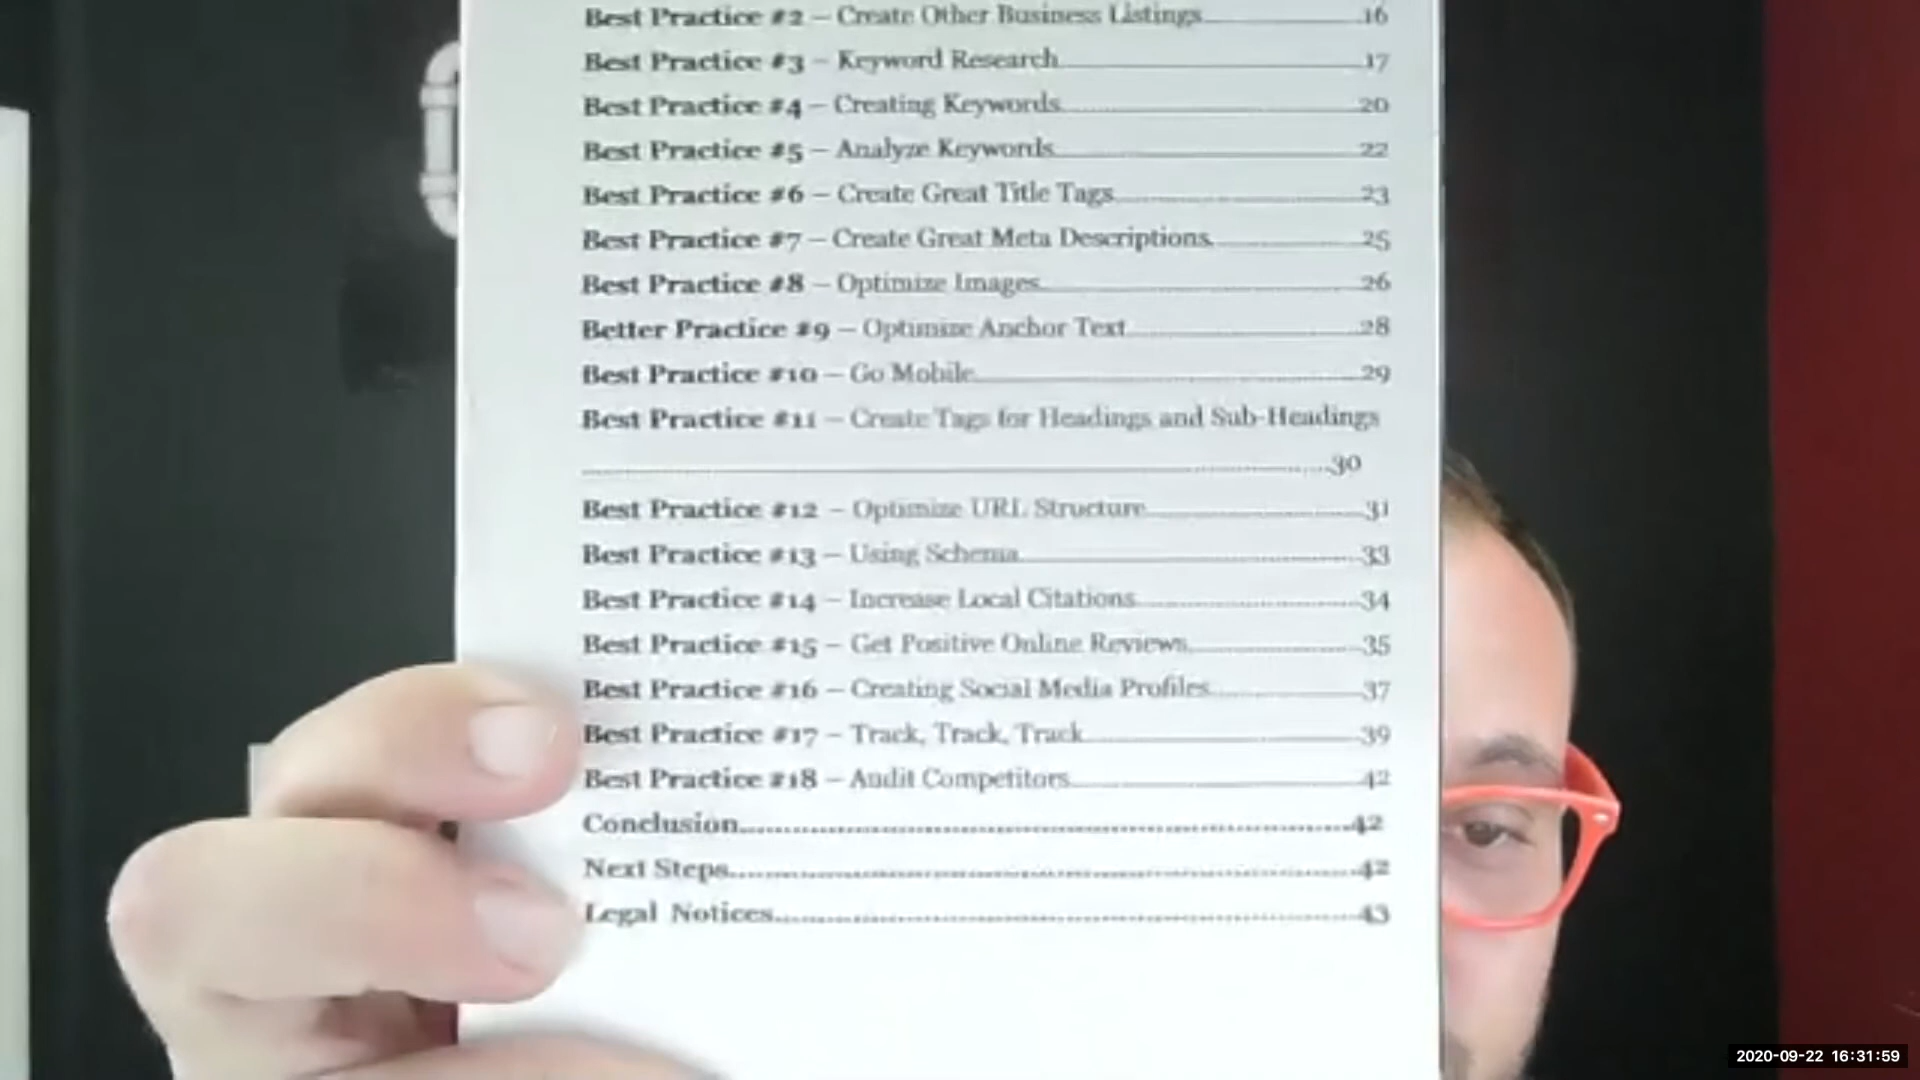 Best Practice #2 – Create Other Business Listings........16
Best Practice #3 – Keyword Research........17
Best Practice #4 – Creating Keywords........20
Best Practice #5 – Analyze Keywords........22
Best Practice #6 – Create Great Title Tags........23
Best Practice #7 – Create Great Meta Descriptions........25
Best Practice #8 – Optimize Images........26
Better Practice #9 – Optimize Anchor Text........28
Best Practice #10 – Go Mobile........29
Best Practice #11 – Create Tags for Headings and Sub-Headings
........30
Best Practice #12 – Optimize URL Structure........31
Best Practice #13 – Using Schema........33
Best Practice #14 – Increase Local Citations........34
Best Practice #15 – Get Positive Online Reviews........35
Best Practice #16 – Creating Social Media Profiles........37
Best Practice #17 – Track, Track, Track........39
Best Practice #18 – Audit Competitors........42
Conclusion........42
Next Steps........42
Legal Notices........43
2020-09-22 16:31:59